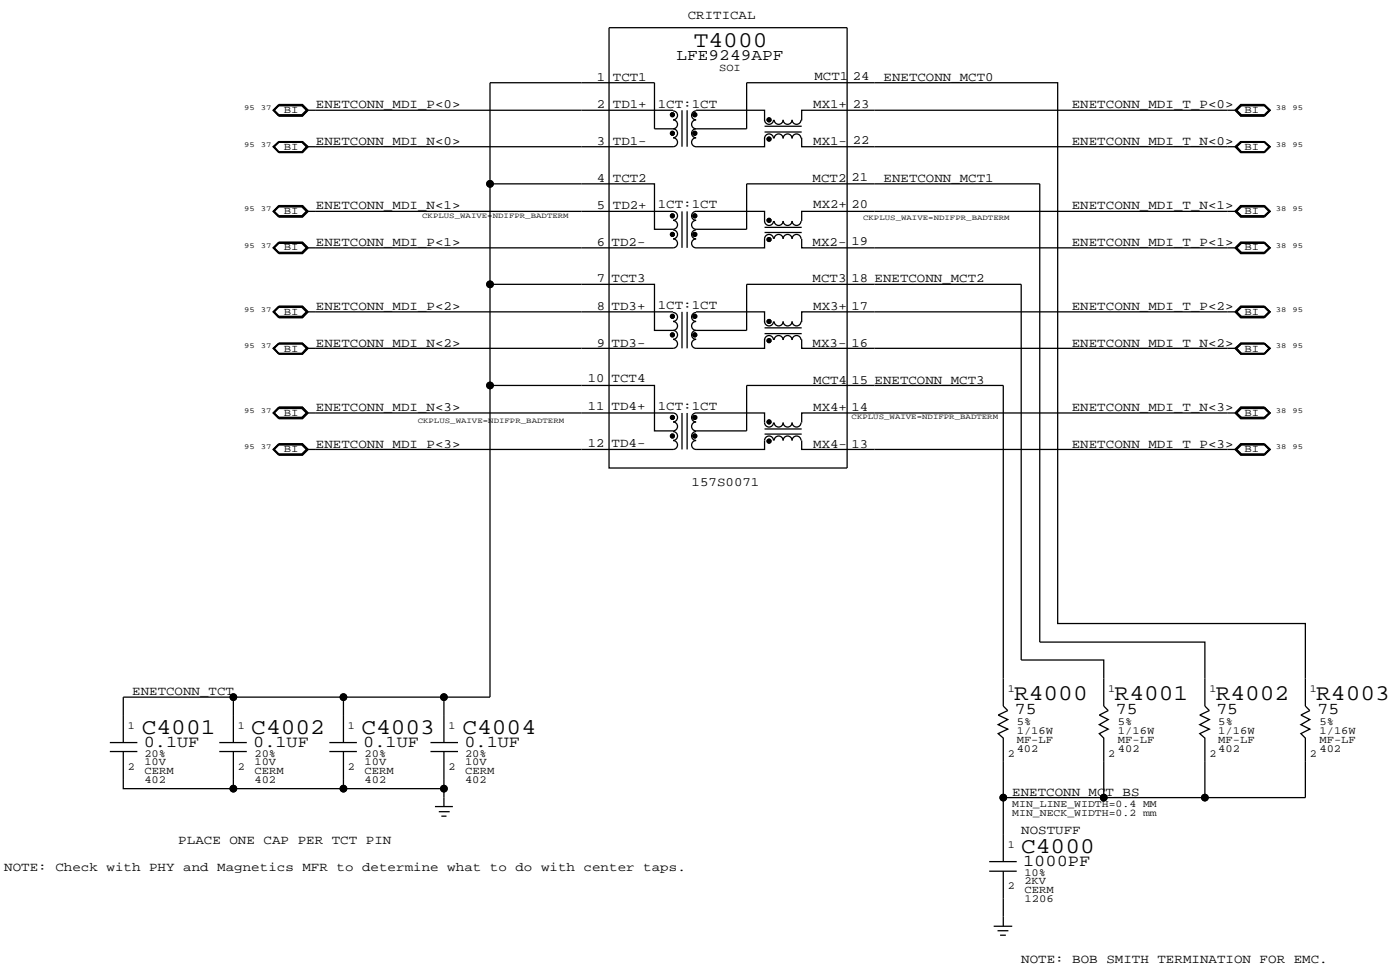 CRITICAL
T4000
LFE9249APF
SOI
1 TCT1 MCT1 24 ENETCONN_MCT0
95 37 BI ENETCONN_MDI_P<0> 2 TD1+ 1CT:1CT MX1+ 23 ENETCONN_MDI_T_P<0> BI 38 95
95 37 BI ENETCONN_MDI_N<0> 3 TD1- MX1- 22 ENETCONN_MDI_T_N<0> BI 38 95
4 TCT2 MCT2 21 ENETCONN_MCT1
95 37 BI ENETCONN_MDI_N<1> 5 TD2+ 1CT:1CT MX2+ 20 ENETCONN_MDI_T_N<1> BI 38 95
CKPLUS_WAIVE=NDIFPR_BADTERM CKPLUS_WAIVE=NDIFPR_BADTERM
95 37 BI ENETCONN_MDI_P<1> 6 TD2- MX2- 19 ENETCONN_MDI_T_P<1> BI 38 95
7 TCT3 MCT3 18 ENETCONN_MCT2
95 37 BI ENETCONN_MDI_P<2> 8 TD3+ 1CT:1CT MX3+ 17 ENETCONN_MDI_T_P<2> BI 38 95
95 37 BI ENETCONN_MDI_N<2> 9 TD3- MX3- 16 ENETCONN_MDI_T_N<2> BI 38 95
10 TCT4 MCT4 15 ENETCONN_MCT3
95 37 BI ENETCONN_MDI_N<3> 11 TD4+ 1CT:1CT MX4+ 14 ENETCONN_MDI_T_N<3> BI 38 95
CKPLUS_WAIVE=NDIFPR_BADTERM CKPLUS_WAIVE=NDIFPR_BADTERM
95 37 BI ENETCONN_MDI_P<3> 12 TD4- MX4- 13 ENETCONN_MDI_T_P<3> BI 38 95
157S0071
ENETCONN_TCT
1 C4001
0.1UF
20%
10V
2 CERM
402
1 C4002
0.1UF
20%
10V
2 CERM
402
1 C4003
0.1UF
20%
10V
2 CERM
402
1 C4004
0.1UF
20%
10V
2 CERM
402
PLACE ONE CAP PER TCT PIN
NOTE: Check with PHY and Magnetics MFR to determine what to do with center taps.
1 R4000
75
5%
1/16W
MF-LF
2 402
1 R4001
75
5%
1/16W
MF-LF
2 402
1 R4002
75
5%
1/16W
MF-LF
2 402
1 R4003
75
5%
1/16W
MF-LF
2 402
ENETCONN_MCT_BS
MIN_LINE_WIDTH=0.4 MM
MIN_NECK_WIDTH=0.2 mm
NOSTUFF
1 C4000
1000PF
10%
2KV
2 CERM
1206
NOTE: BOB SMITH TERMINATION FOR EMC.